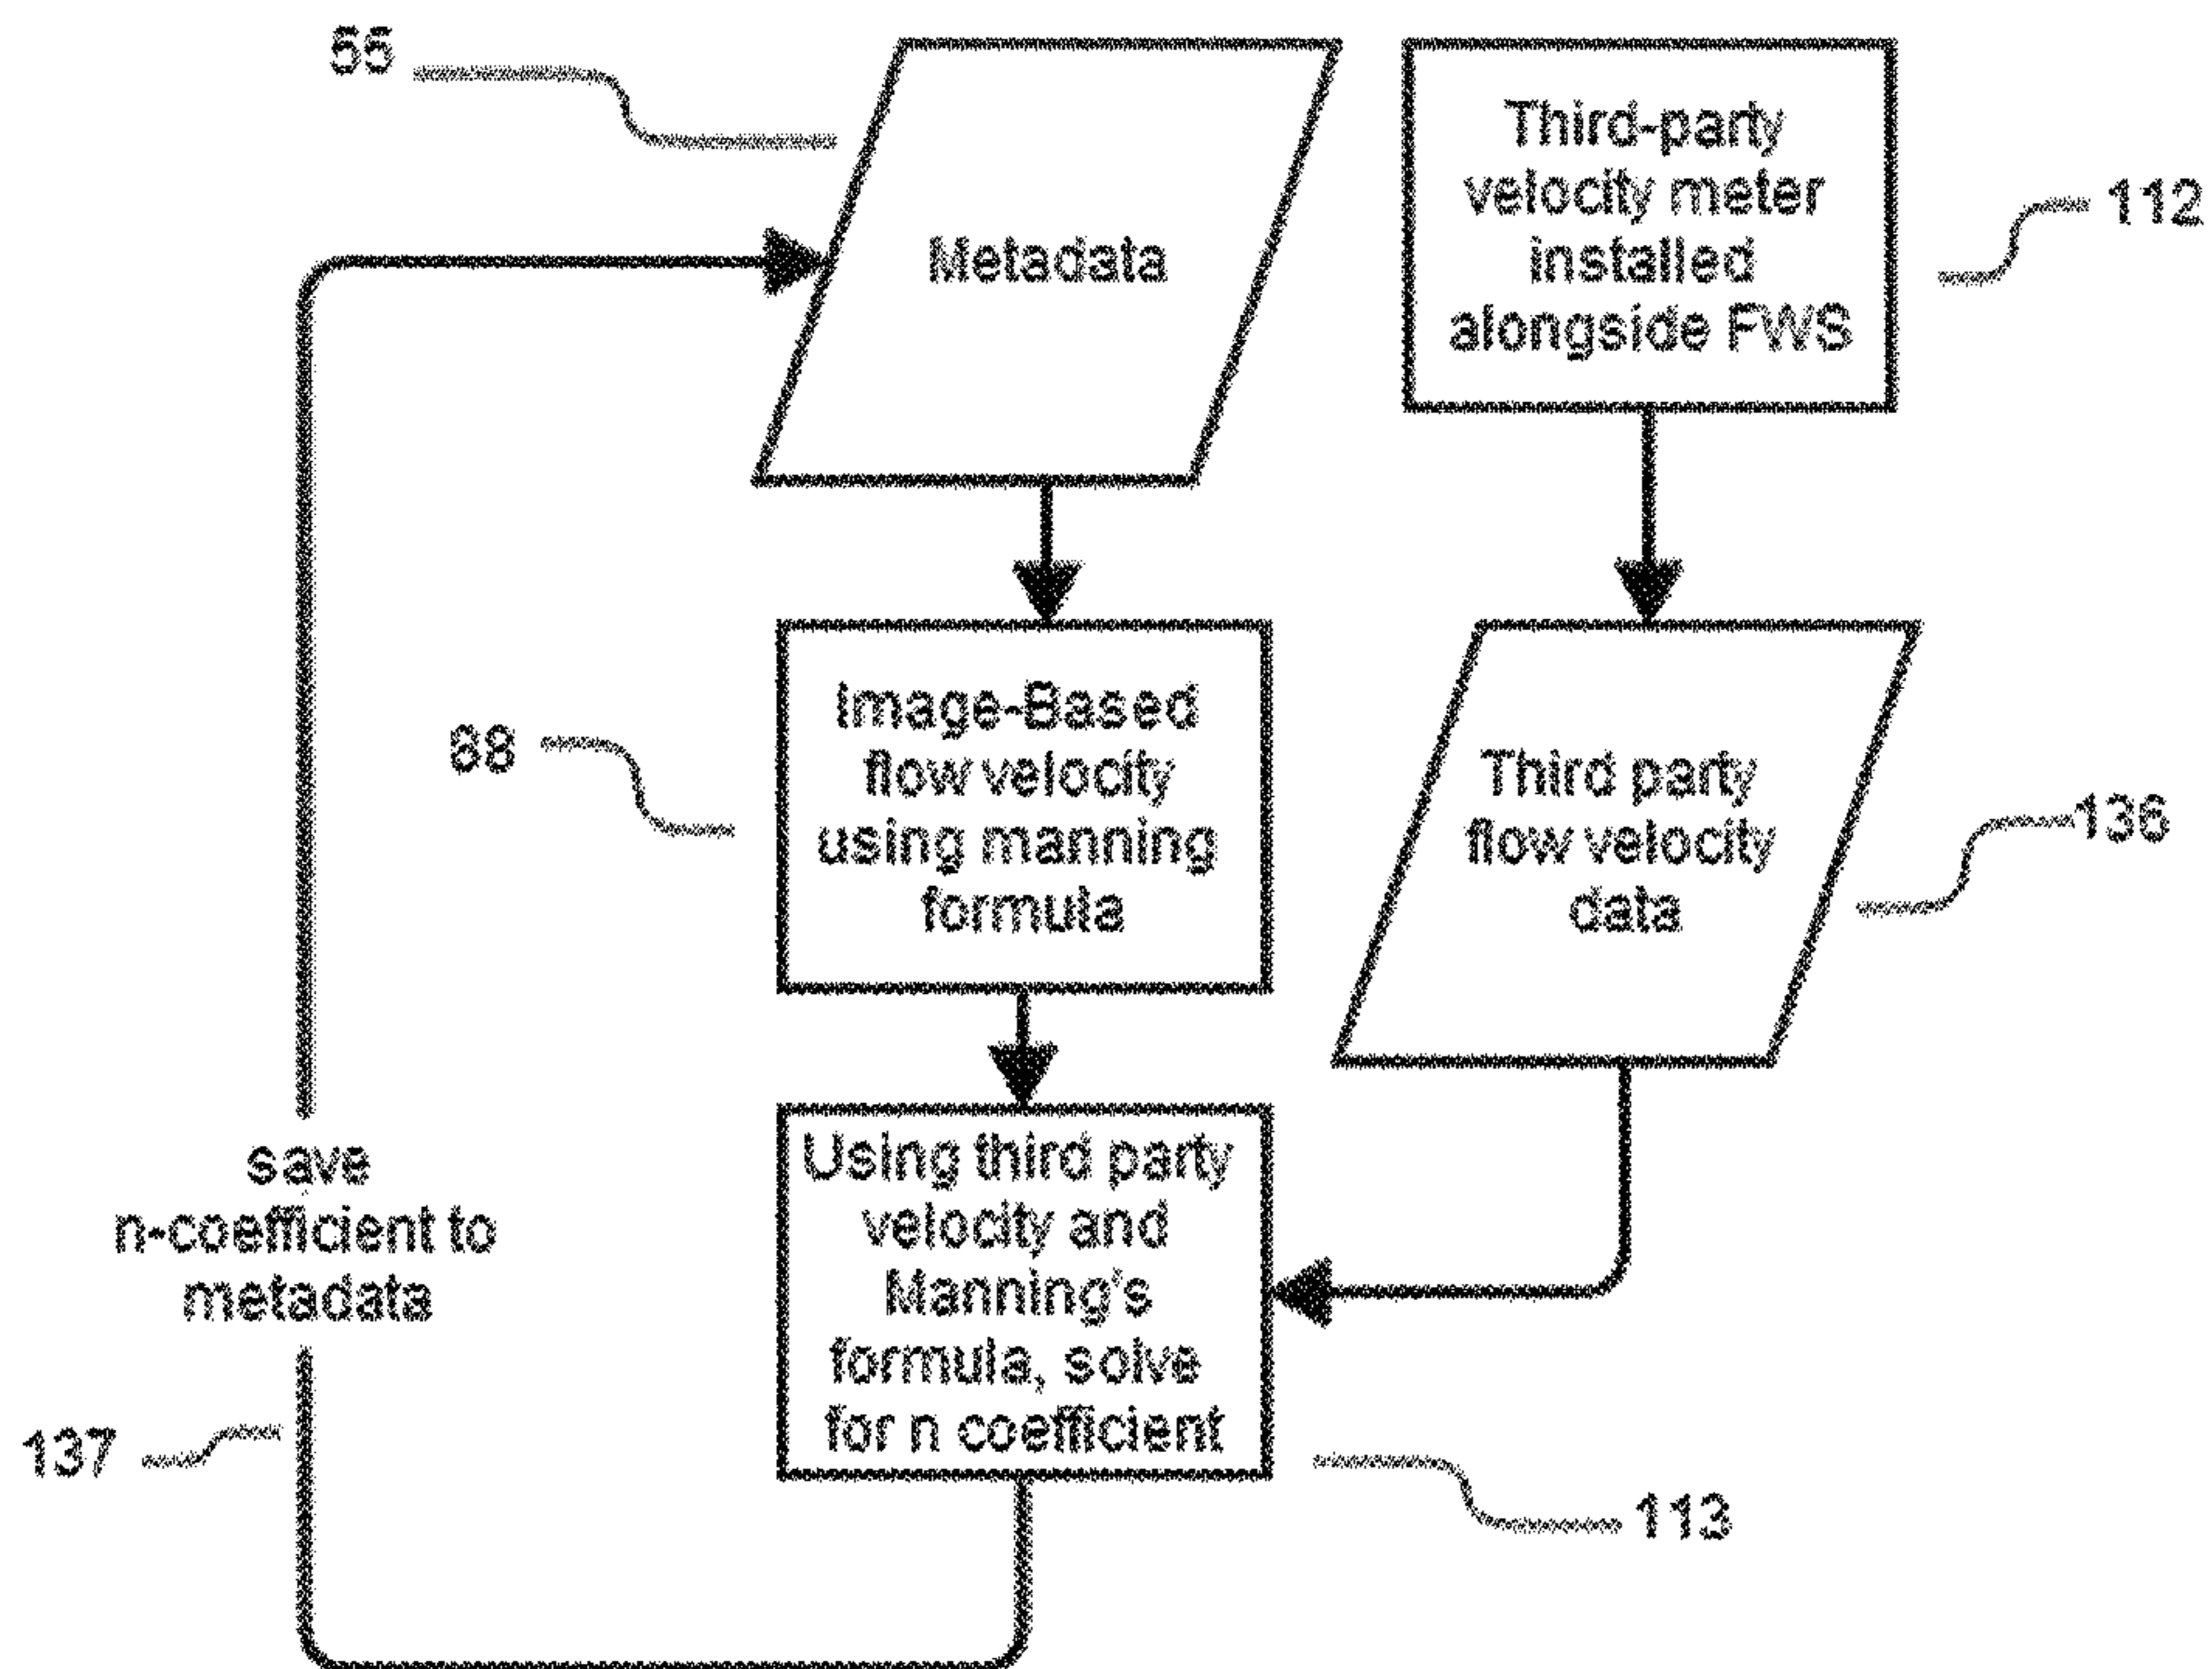 55
Metadata
Third-party
velocity meter
installed
alongside FWS
112
68
Image-Based
flow velocity
using manning
formula
Third party
flow velocity
data
136
save
n-coefficient to
metadata
Using third party
velocity and
Manning's
formula, solve
for n coefficient
137
113